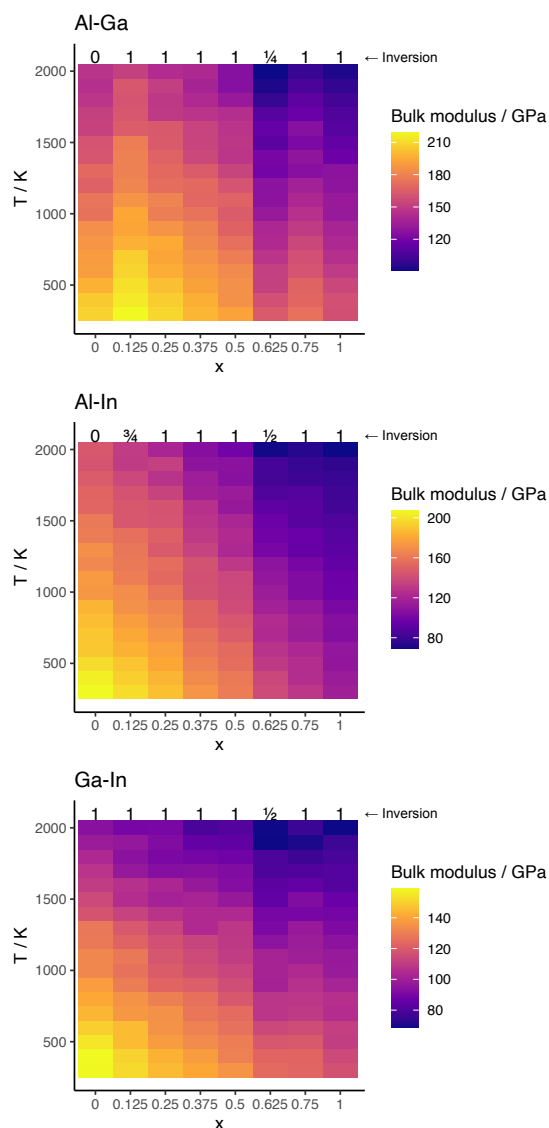 Al-Ga
0 1 1 1 1 ¼ 1 1 ← Inversion
2000
1500
1000
500
T / K
0 0.125 0.25 0.375 0.5 0.625 0.75 1
x
Bulk modulus / GPa
210
180
150
120
Al-In
0 ¾ 1 1 1 ½ 1 1 ← Inversion
2000
1500
1000
500
T / K
0 0.125 0.25 0.375 0.5 0.625 0.75 1
x
Bulk modulus / GPa
200
160
120
80
Ga-In
1 1 1 1 1 ½ 1 1 ← Inversion
2000
1500
1000
500
T / K
0 0.125 0.25 0.375 0.5 0.625 0.75 1
x
Bulk modulus / GPa
140
120
100
80